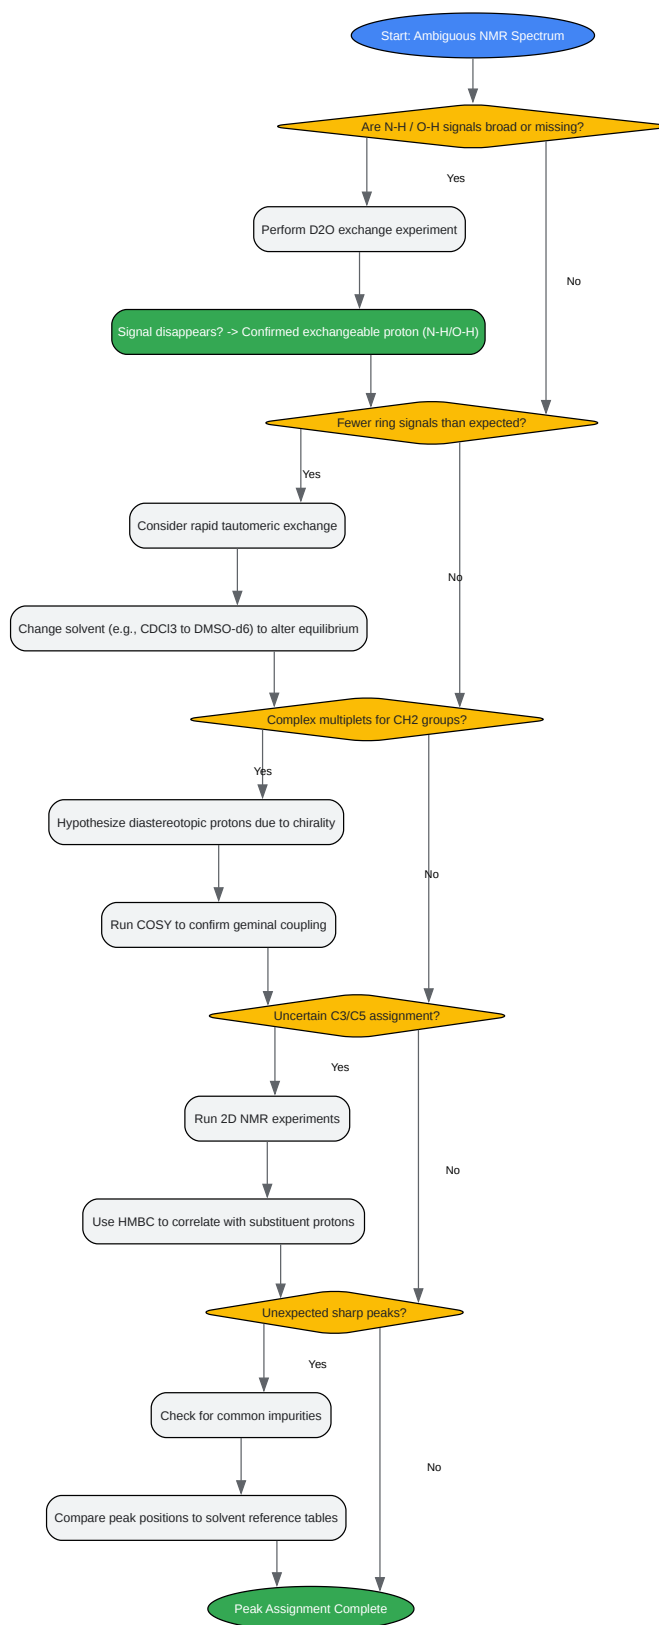 Start: Ambiguous NMR Spectrum
Are N-H / O-H signals broad or missing?
Yes
Perform D2O exchange experiment
No
Signal disappears? -> Confirmed exchangeable proton (N-H/O-H)
Fewer ring signals than expected?
Yes
Consider rapid tautomeric exchange
No
Change solvent (e.g., CDCl3 to DMSO-d6) to alter equilibrium
Complex multiplets for CH2 groups?
Yes
Hypothesize diastereotopic protons due to chirality
No
Run COSY to confirm geminal coupling
Uncertain C3/C5 assignment?
Yes
Run 2D NMR experiments
No
Use HMBC to correlate with substituent protons
Unexpected sharp peaks?
Yes
Check for common impurities
No
Compare peak positions to solvent reference tables
Peak Assignment Complete